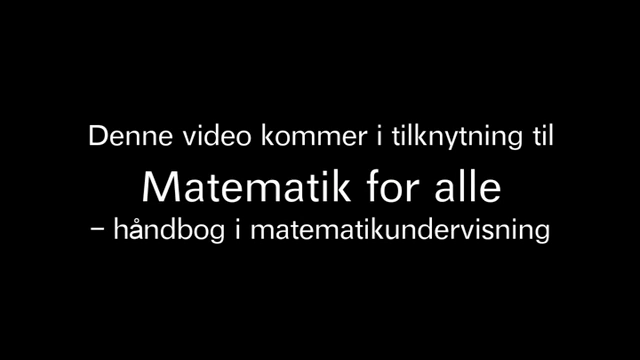 Denne video kommer i tilknytning til
Matematik for alle
– håndbog i matematikundervisning